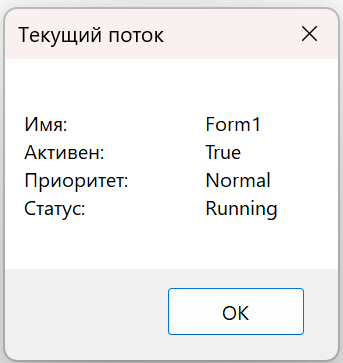 Текущий поток
Имя: Form1
Активен: True
Приоритет: Normal
Статус: Running
OK